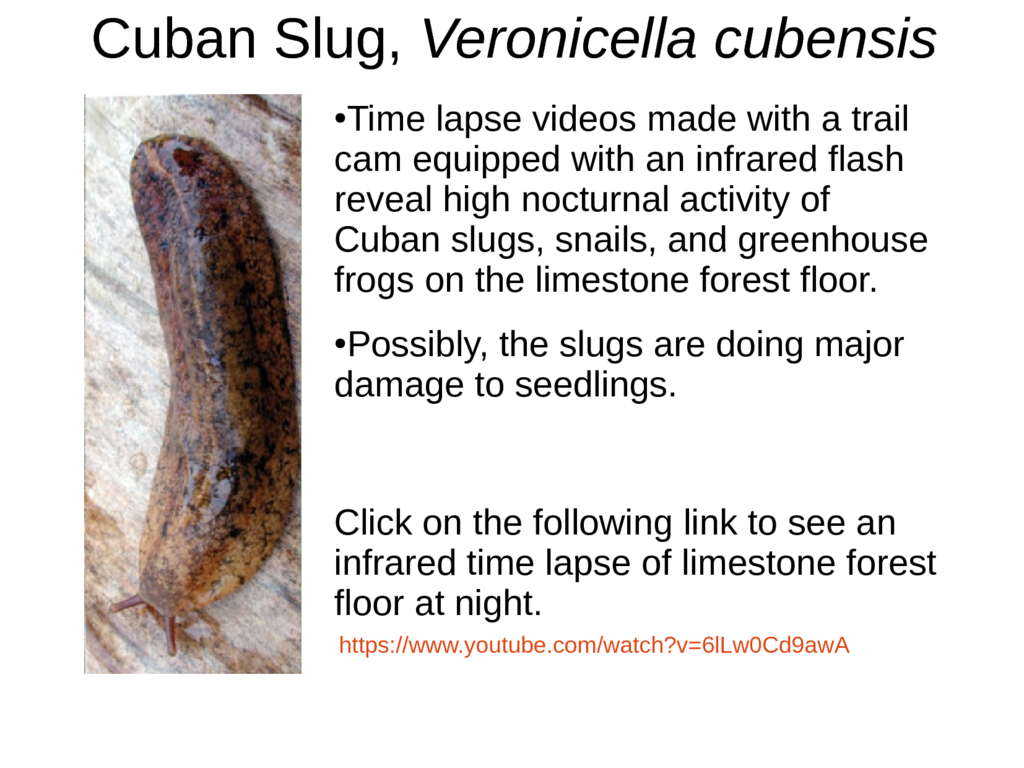 Cuban Slug, Veronicella cubensis
•Time lapse videos made with a trail
cam equipped with an infrared flash
reveal high nocturnal activity of
Cuban slugs, snails, and greenhouse
frogs on the limestone forest floor.
•Possibly, the slugs are doing major
damage to seedlings.
Click on the following link to see an
infrared time lapse of limestone forest
floor at night.
https://www.youtube.com/watch?v=6lLw0Cd9awA